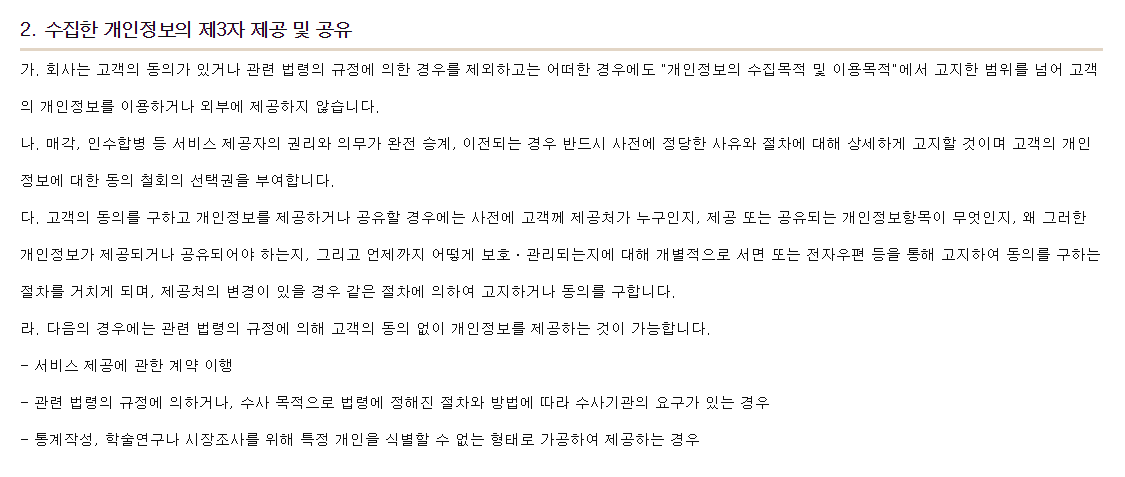 2. 수집한 개인정보의 제3자 제공 및 공유
가. 회사는 고객의 동의가 있거나 관련 법령의 규정에 의한 경우를 제외하고는 어떠한 경우에도 "개인정보의 수집목적 및 이용목적"에서 고지한 범위를 넘어 고객
의 개인정보를 이용하거나 외부에 제공하지 않습니다.
나. 매각, 인수합병 등 서비스 제공자의 권리와 의무가 완전 승계, 이전되는 경우 반드시 사전에 정당한 사유와 절차에 대해 상세하게 고지할 것이며 고객의 개인
정보에 대한 동의 철회의 선택권을 부여합니다.
다. 고객의 동의를 구하고 개인정보를 제공하거나 공유할 경우에는 사전에 고객께 제공처가 누구인지, 제공 또는 공유되는 개인정보항목이 무엇인지, 왜 그러한
개인정보가 제공되거나 공유되어야 하는지, 그리고 언제까지 어떻게 보호·관리되는지에 대해 개별적으로 서면 또는 전자우편 등을 통해 고지하여 동의를 구하는
절차를 거치게 되며, 제공처의 변경이 있을 경우 같은 절차에 의하여 고지하거나 동의를 구합니다.
라. 다음의 경우에는 관련 법령의 규정에 의해 고객의 동의 없이 개인정보를 제공하는 것이 가능합니다.
- 서비스 제공에 관한 계약 이행
- 관련 법령의 규정에 의하거나, 수사 목적으로 법령에 정해진 절차와 방법에 따라 수사기관의 요구가 있는 경우
- 통계작성, 학술연구나 시장조사를 위해 특정 개인을 식별할 수 없는 형태로 가공하여 제공하는 경우